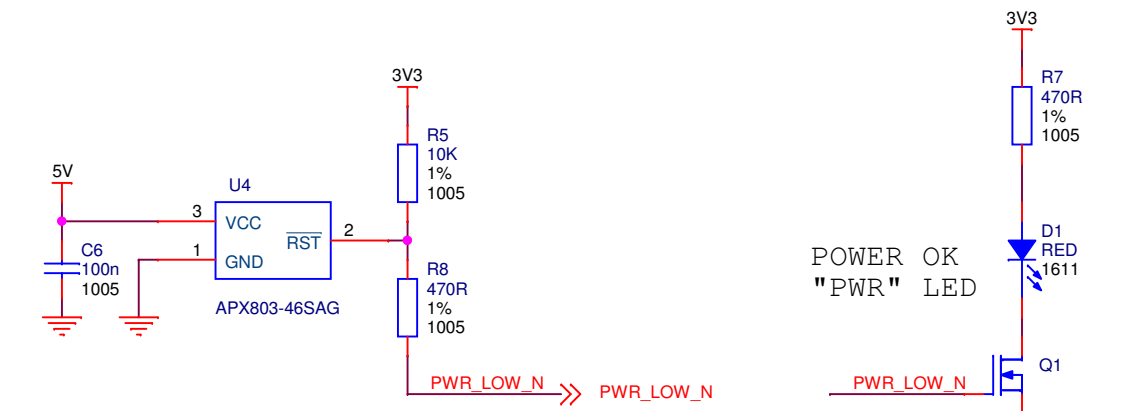 3V3
R5
10K
1%
1005
5V
U4
3
VCC
RST
2
1
GND
C6
100n
1005
APX803-46SAG
R8
470R
1%
1005
PWR_LOW_N
PWR_LOW_N
3V3
R7
470R
1%
1005
D1
RED
1611
POWER OK
"PWR" LED
PWR_LOW_N
Q1